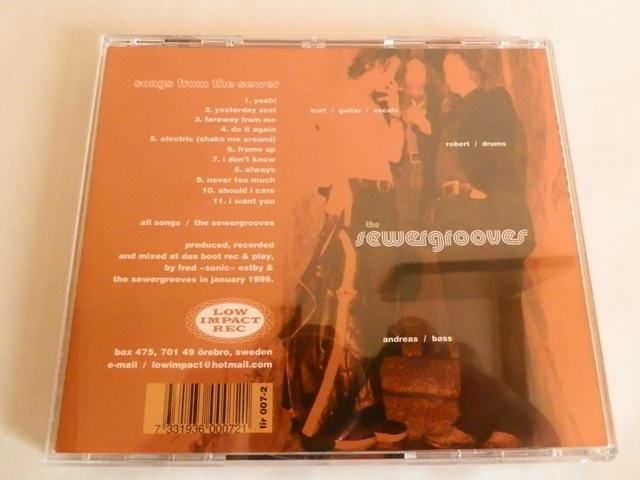 songs from the sewer
1. yeah!
2. yesterday zest
3. faraway from me
4. do it again
5. electric (shake me around)
6. frame up
7. i don't know
8. always
9. never too much
10. should i care
11. i want you
all songs / the sewergrooves
produced, recorded
and mixed at das boot rec & play,
by fred »sonic« estby &
the sewergrooves in january 1999.
LOW
IMPACT
REC
box 475, 701 49 örebro, sweden
e-mail / lowimpact@hotmail.com
7 331936 000721
lir 007-2
kurt / guitar / vocals
robert / drums
the
sewergrooves
andreas / bass